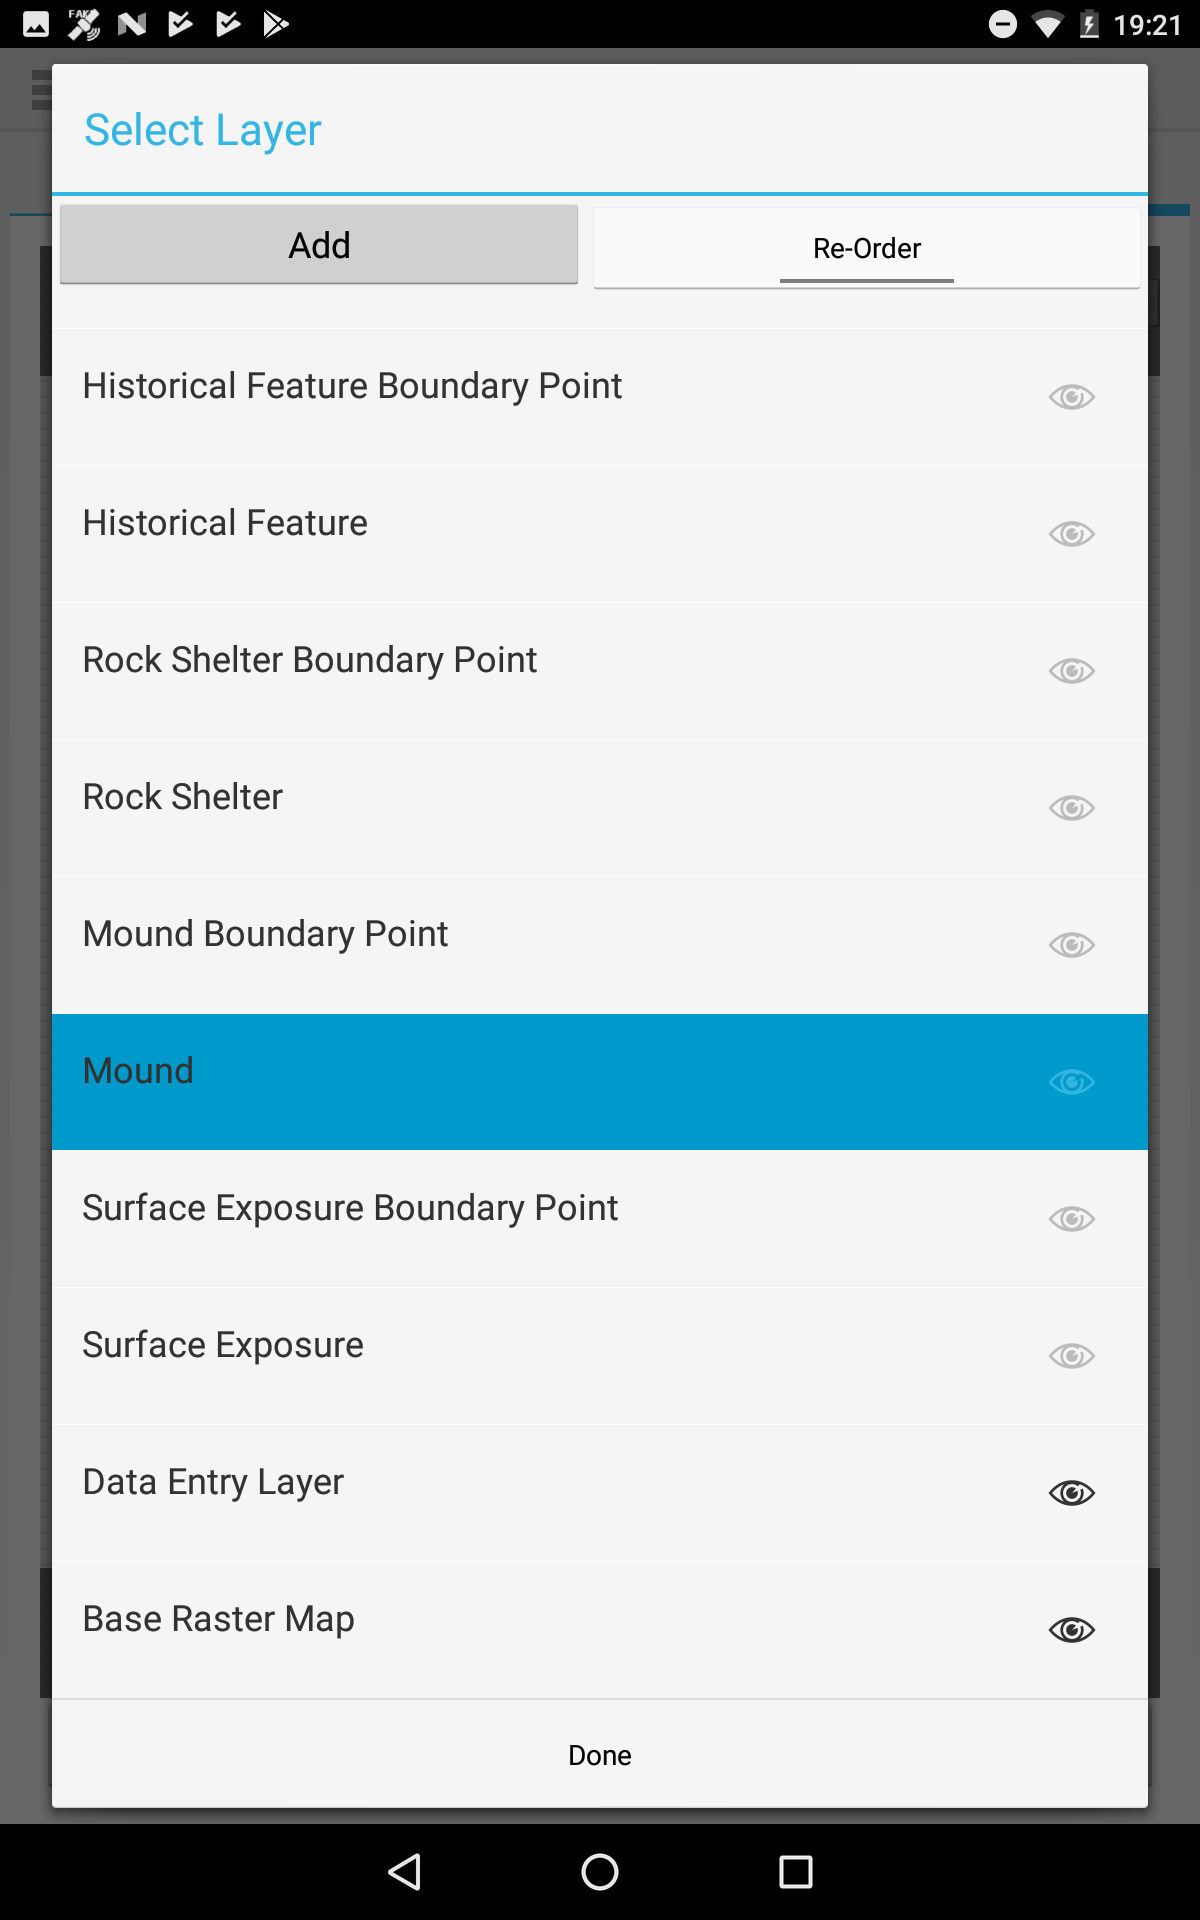 FAKE
19:21
Select Layer
Add
Re-Order
Historical Feature Boundary Point
Historical Feature
Rock Shelter Boundary Point
Rock Shelter
Mound Boundary Point
Mound
Surface Exposure Boundary Point
Surface Exposure
Data Entry Layer
Base Raster Map
Done